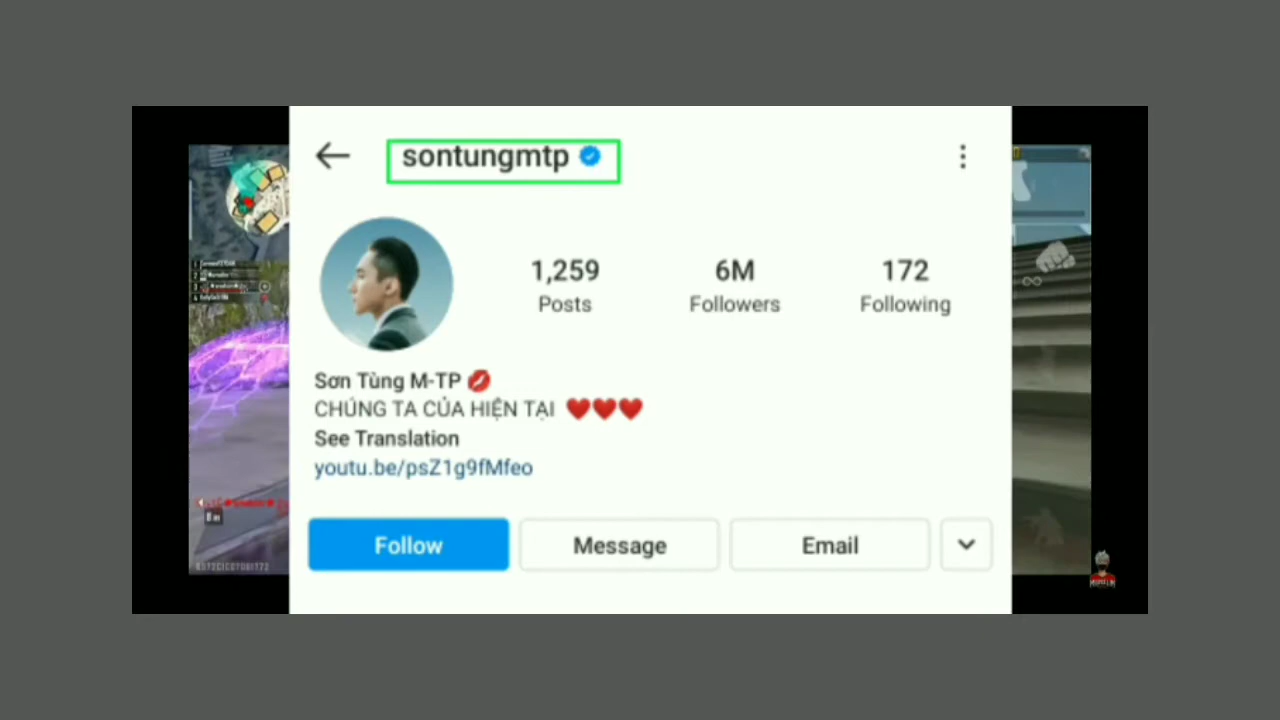 sontungmtp
1,259 6M 172
Posts Followers Following
Sơn Tùng M-TP 💋
CHÚNG TA CỦA HIỆN TẠI ❤️❤️❤️
See Translation
youtu.be/psZ1g9fMfeo
Follow Message Email